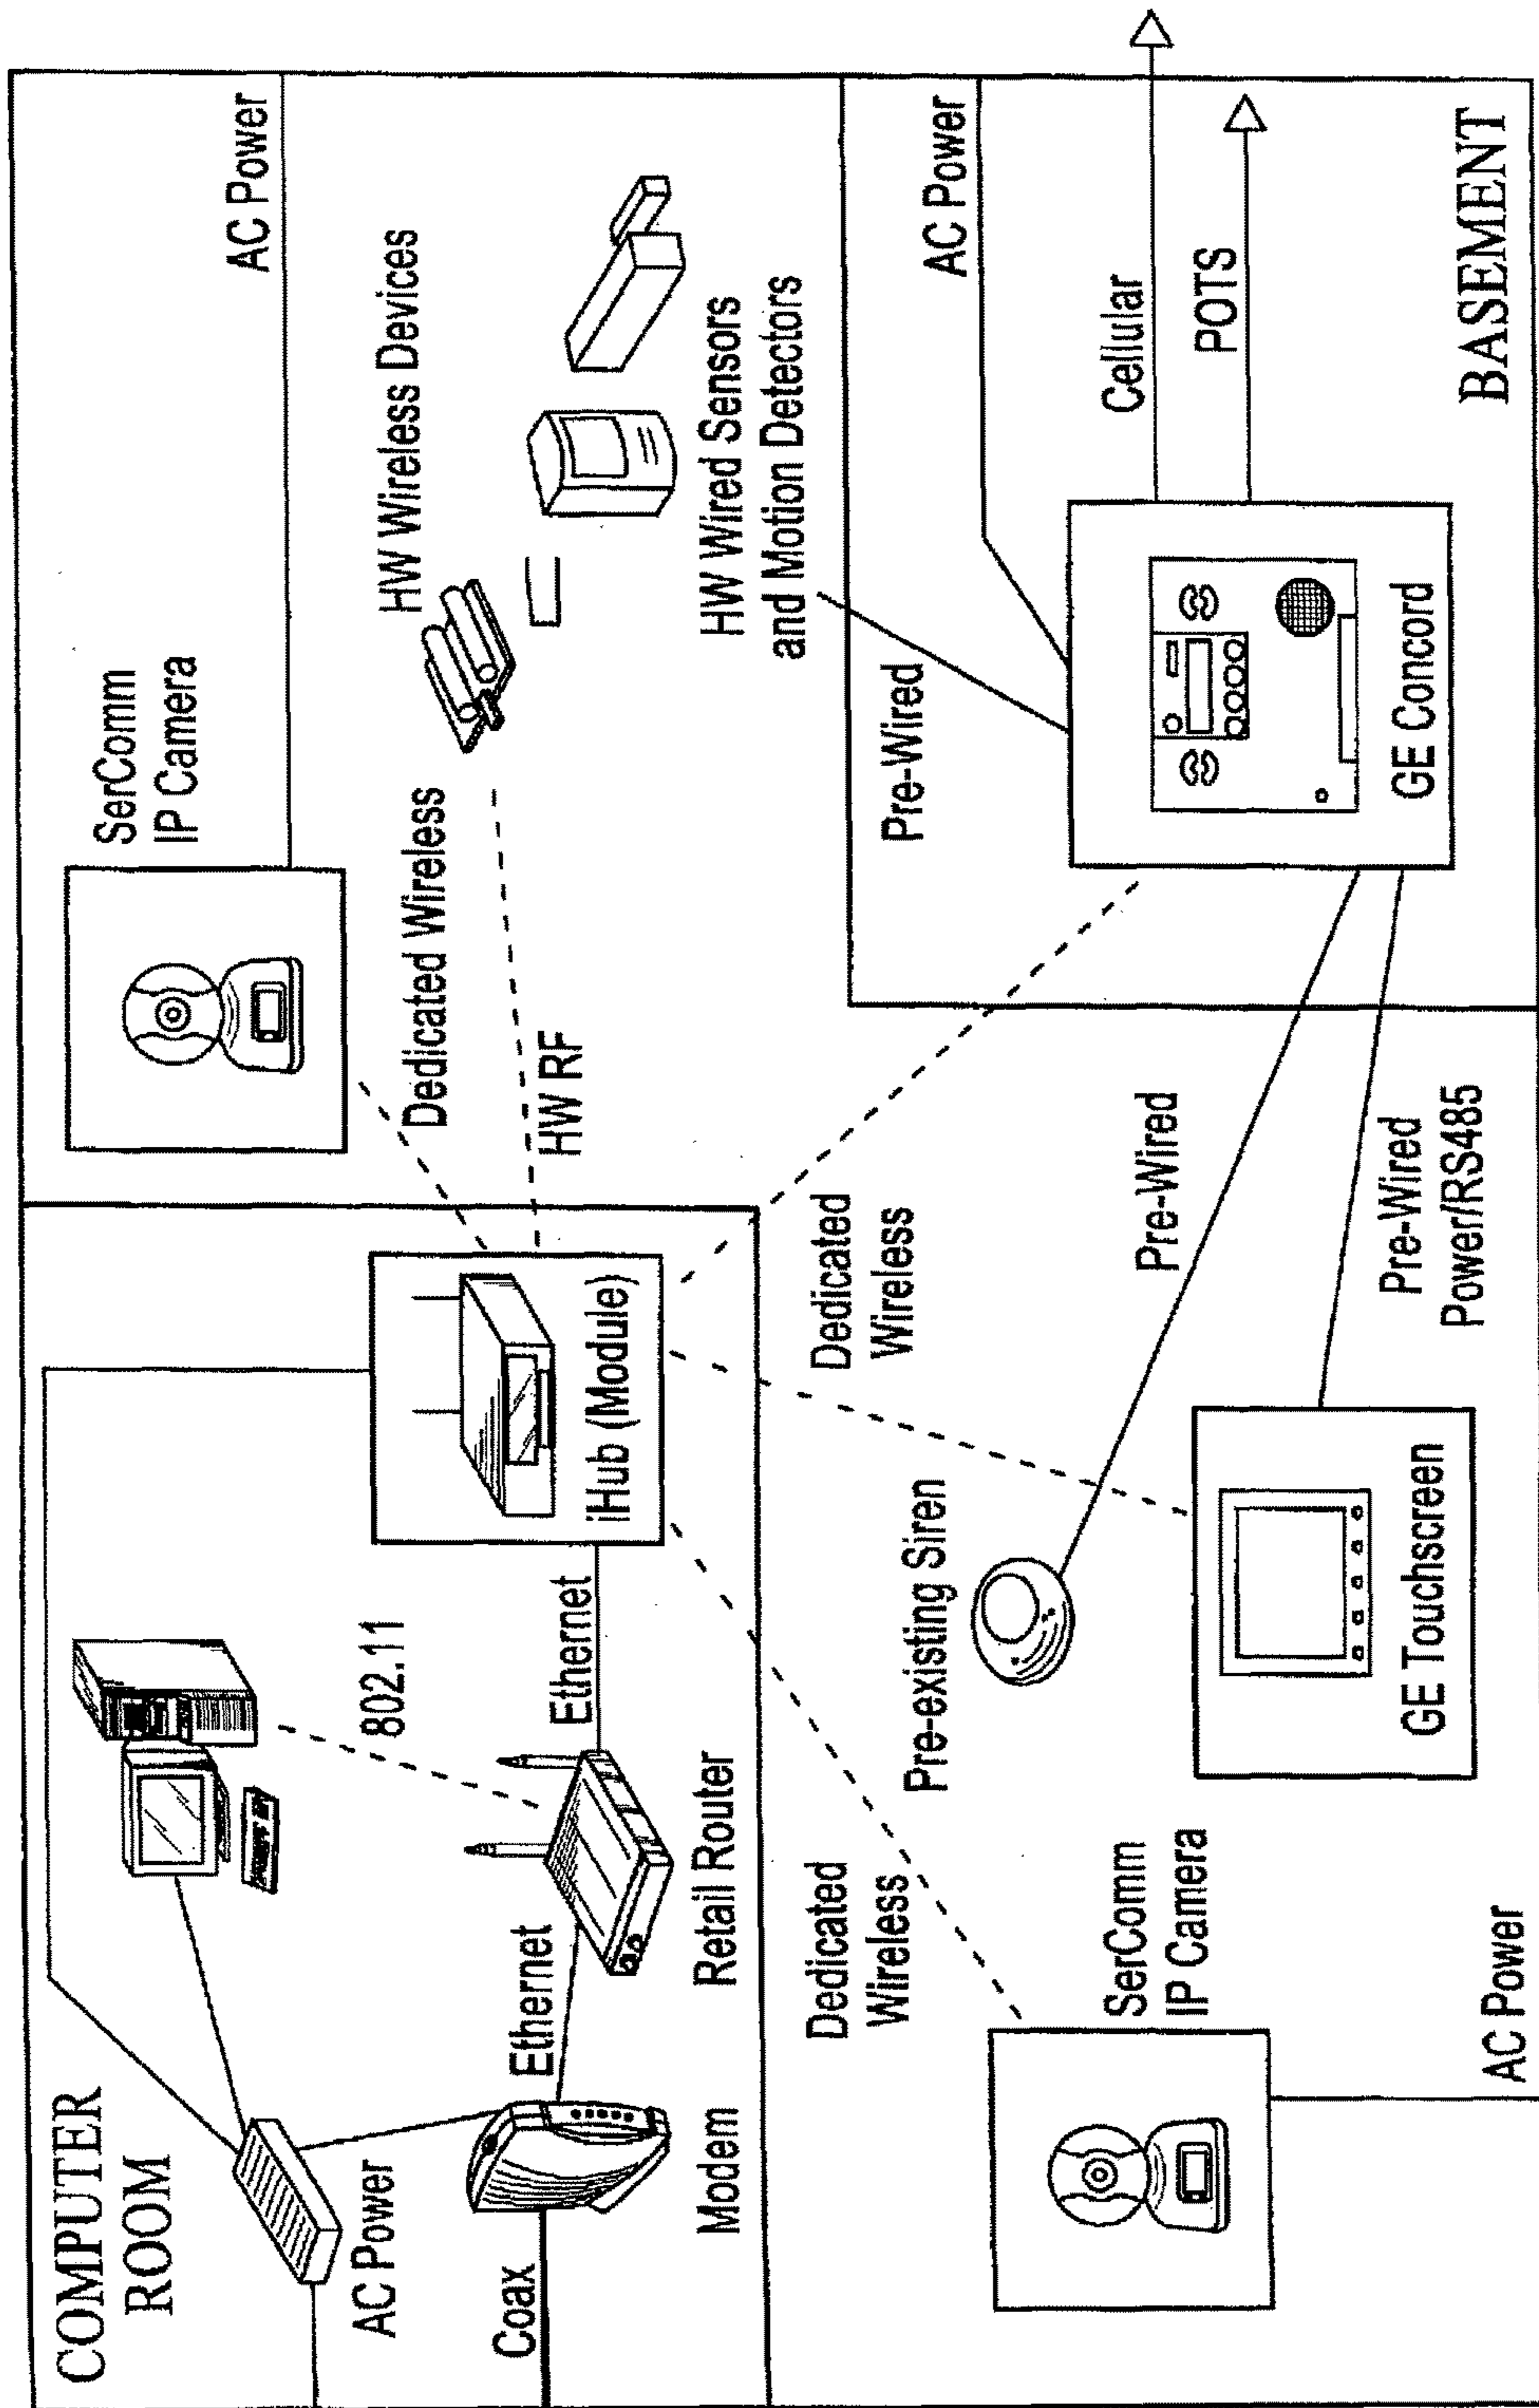 COMPUTER
ROOM
AC Power
Coax
Modem
Ethernet
Retail Router
802.11
Ethernet
iHub (Module)
SerComm
IP Camera
AC Power
Dedicated Wireless
HW RF
HW Wireless Devices
HW Wired Sensors
and Motion Detectors
Dedicated
Wireless
SerComm
IP Camera
AC Power
Pre-existing Siren
Dedicated
Wireless
GE Touchscreen
Pre-Wired
Pre-Wired
Power/RS485
Pre-Wired
AC Power
Cellular
POTS
GE Concord
BASEMENT